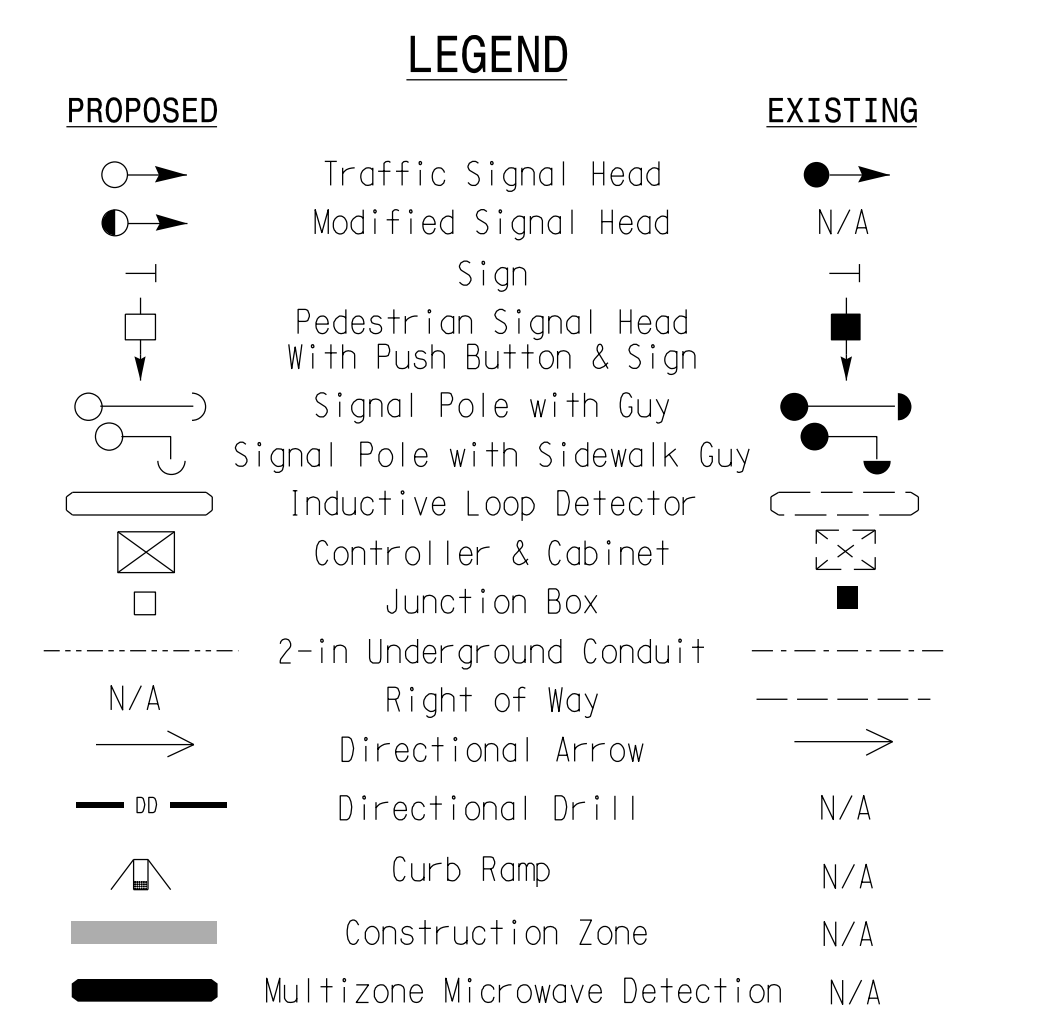 LEGEND
PROPOSED EXISTING
Traffic Signal Head
Modified Signal Head N/A
Sign
Pedestrian Signal Head
With Push Button & Sign
Signal Pole with Guy
Signal Pole with Sidewalk Guy
Inductive Loop Detector
Controller & Cabinet
Junction Box
2-in Underground Conduit
N/A Right of Way
Directional Arrow
DD Directional Drill N/A
Curb Ramp N/A
Construction Zone N/A
Multizone Microwave Detection N/A